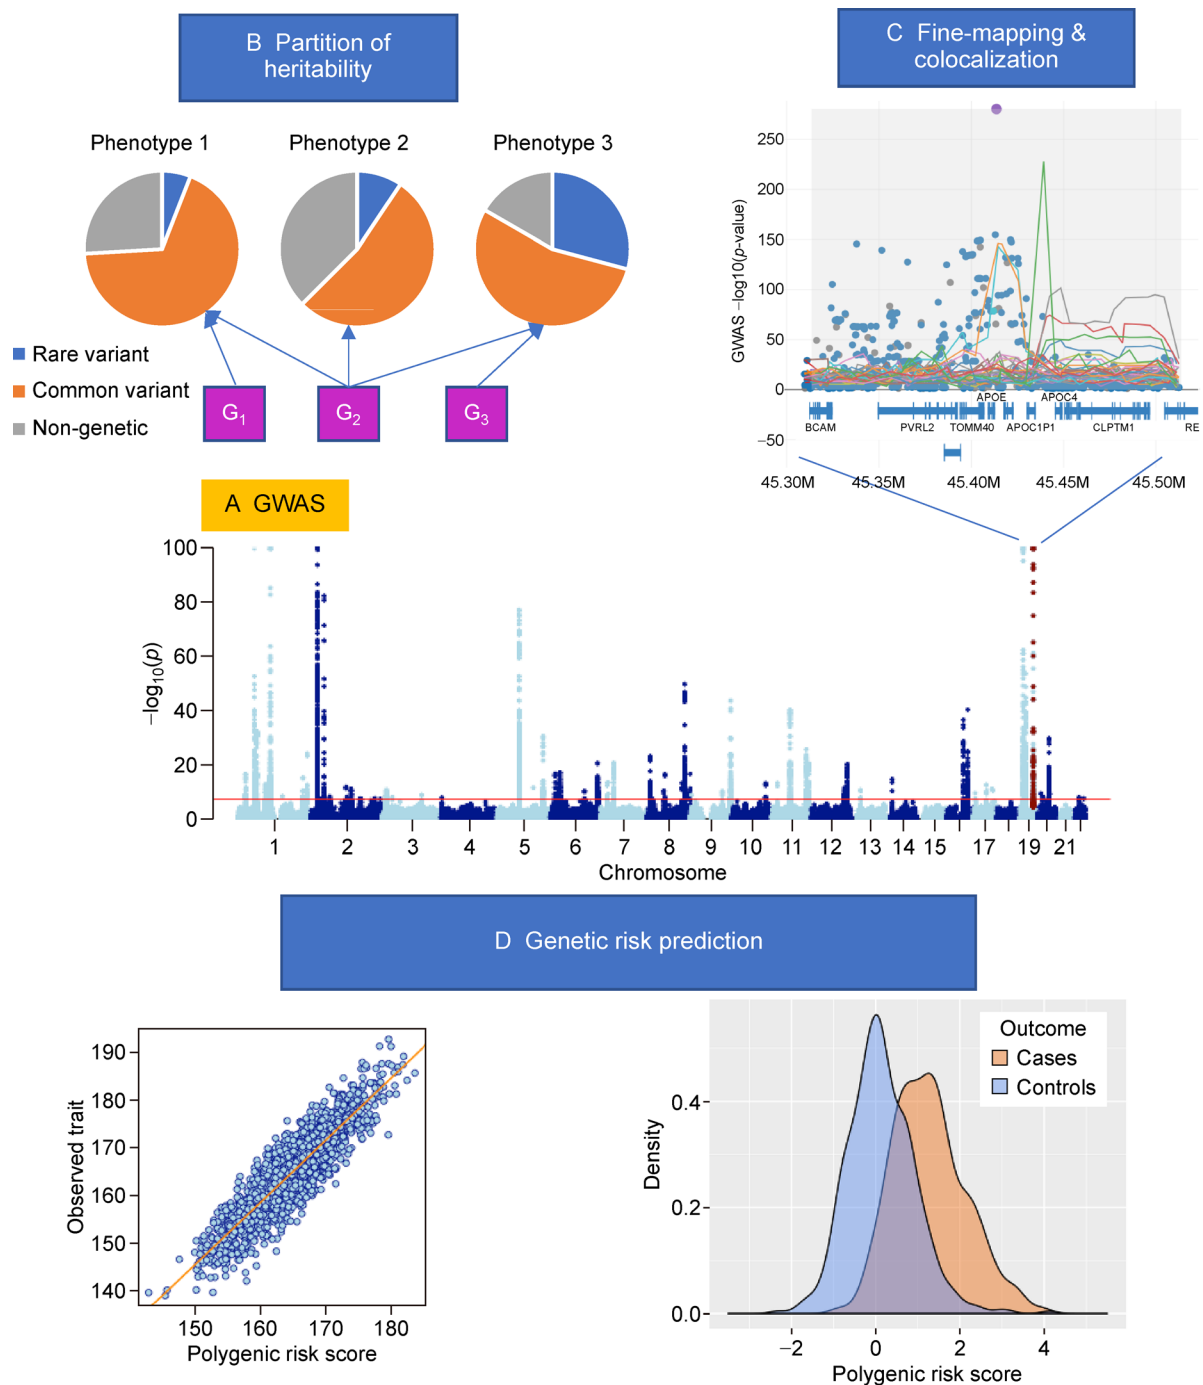 B Partition of
heritability
C Fine-mapping &
colocalization
Phenotype 1
Phenotype 2
Phenotype 3
Rare variant
Common variant
Non-genetic
G1
G2
G3
GWAS –log10(p-value)
250
200
150
100
50
0
−50
APOE
APOC4
BCAM
PVRL2
TOMM40
APOC1P1
CLPTM1
RE
45.30M
45.35M
45.40M
45.45M
45.50M
A GWAS
−log10(p)
100
80
60
40
20
0
1
2
3
4
5
6
7
8
9
10
11
12
13
14
15
17
19
21
Chromosome
D Genetic risk prediction
Observed trait
190
180
170
160
150
140
150
160
170
180
Polygenic risk score
Outcome
Cases
Controls
Density
0.4
0.2
0.0
−2
0
2
4
Polygenic risk score